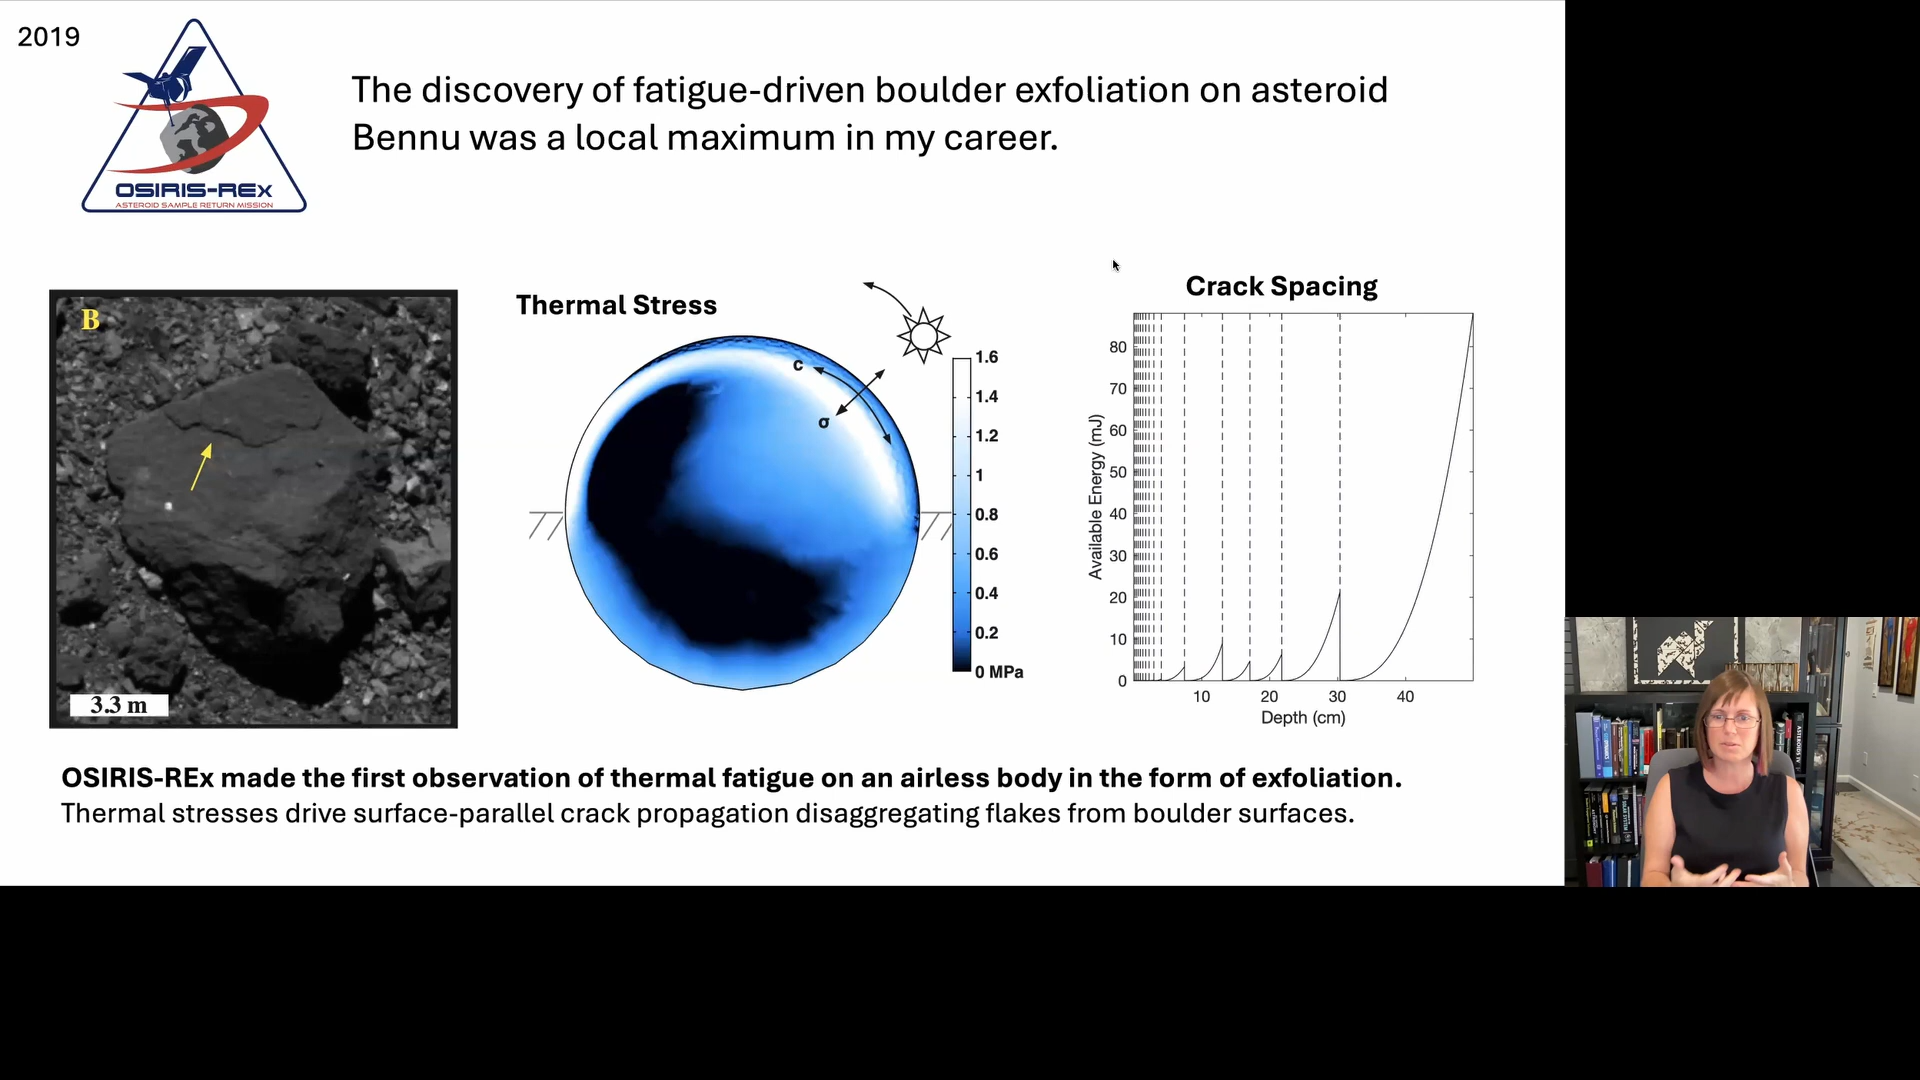 2019
OSIRIS-REx
ASTEROID SAMPLE RETURN MISSION
The discovery of fatigue-driven boulder exfoliation on asteroid
Bennu was a local maximum in my career.
B
3.3 m
Thermal Stress
c
σ
1.6
1.4
1.2
1
0.8
0.6
0.4
0.2
0 MPa
Crack Spacing
Available Energy (mJ)
80
70
60
50
40
30
20
10
0
10 20 30 40
Depth (cm)
OSIRIS-REx made the first observation of thermal fatigue on an airless body in the form of exfoliation.
Thermal stresses drive surface-parallel crack propagation disaggregating flakes from boulder surfaces.